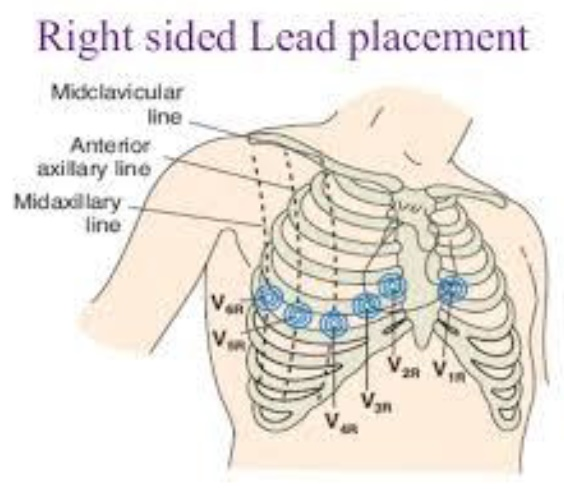 Right sided Lead placement
Midclavicular
line
Anterior
axillary line
Midaxillary
line
V6R
V5R
V4R
V3R
V2R
V1R